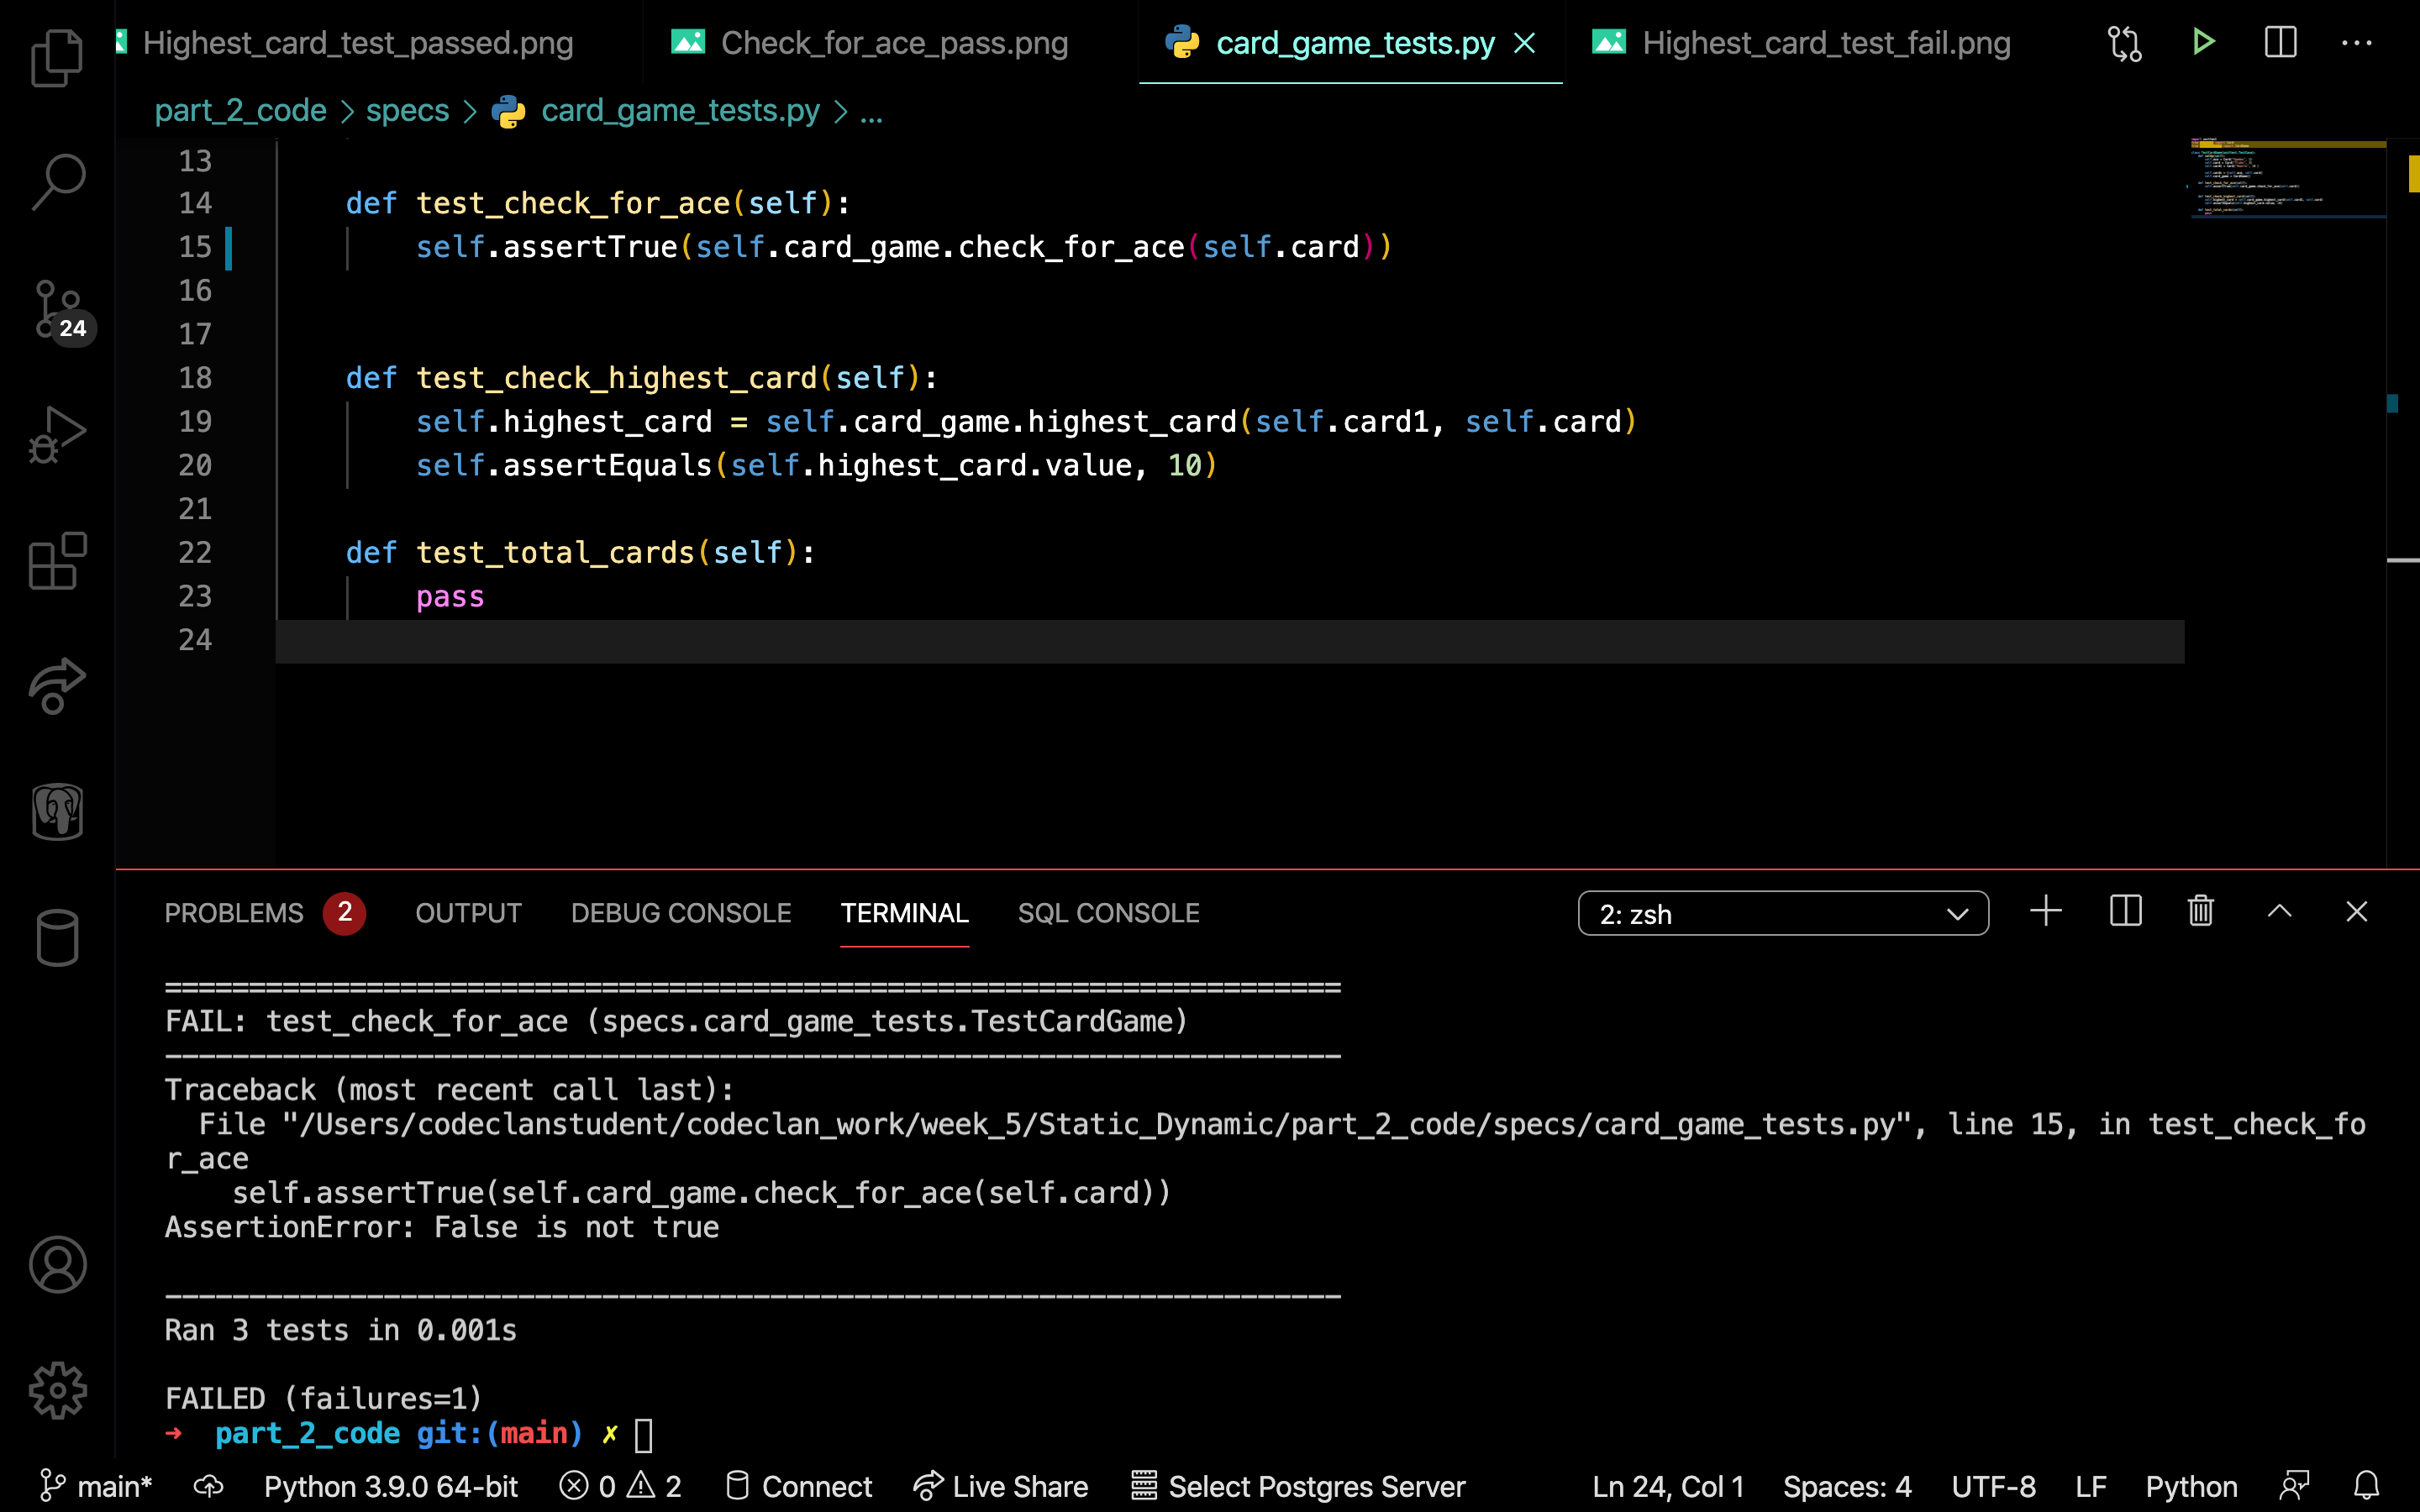 Highest_card_test_passed.png Check_for_ace_pass.png card_game_tests.py Highest_card_test_fail.png
part_2_code > specs > card_game_tests.py > ...
13
14 def test_check_for_ace(self):
15 self.assertTrue(self.card_game.check_for_ace(self.card))
16
17
18 def test_check_highest_card(self):
19 self.highest_card = self.card_game.highest_card(self.card1, self.card)
20 self.assertEquals(self.highest_card.value, 10)
21
22 def test_total_cards(self):
23 pass
24
24
PROBLEMS 2 OUTPUT DEBUG CONSOLE TERMINAL SQL CONSOLE 2: zsh
======================================================================
FAIL: test_check_for_ace (specs.card_game_tests.TestCardGame)
----------------------------------------------------------------------
Traceback (most recent call last):
File "/Users/codeclanstudent/codeclan_work/week_5/Static_Dynamic/part_2_code/specs/card_game_tests.py", line 15, in test_check_fo
r_ace
self.assertTrue(self.card_game.check_for_ace(self.card))
AssertionError: False is not true
----------------------------------------------------------------------
Ran 3 tests in 0.001s
FAILED (failures=1)
➜ part_2_code git:(main) ✗
main* Python 3.9.0 64-bit 0 2 Connect Live Share Select Postgres Server Ln 24, Col 1 Spaces: 4 UTF-8 LF Python